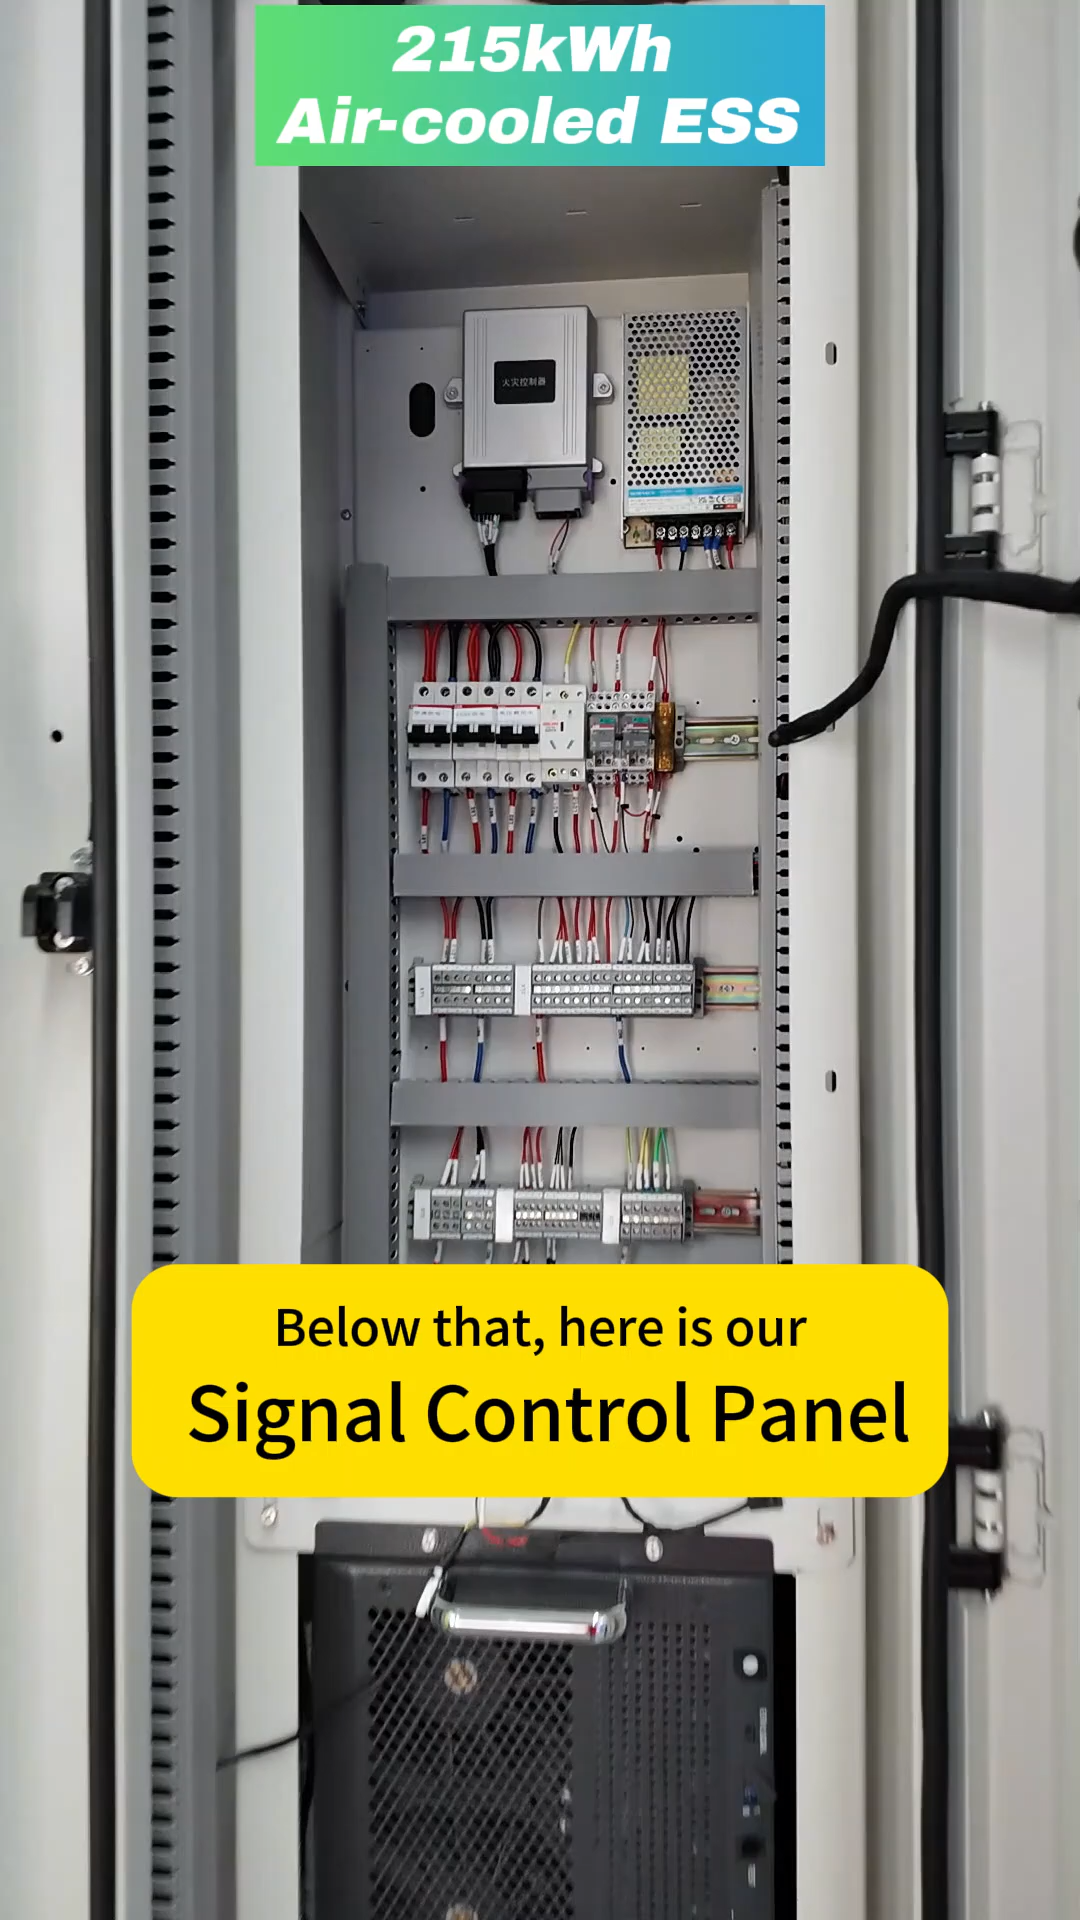 215kWh
Air-cooled ESS
火灾控制器
Below that, here is our
Signal Control Panel